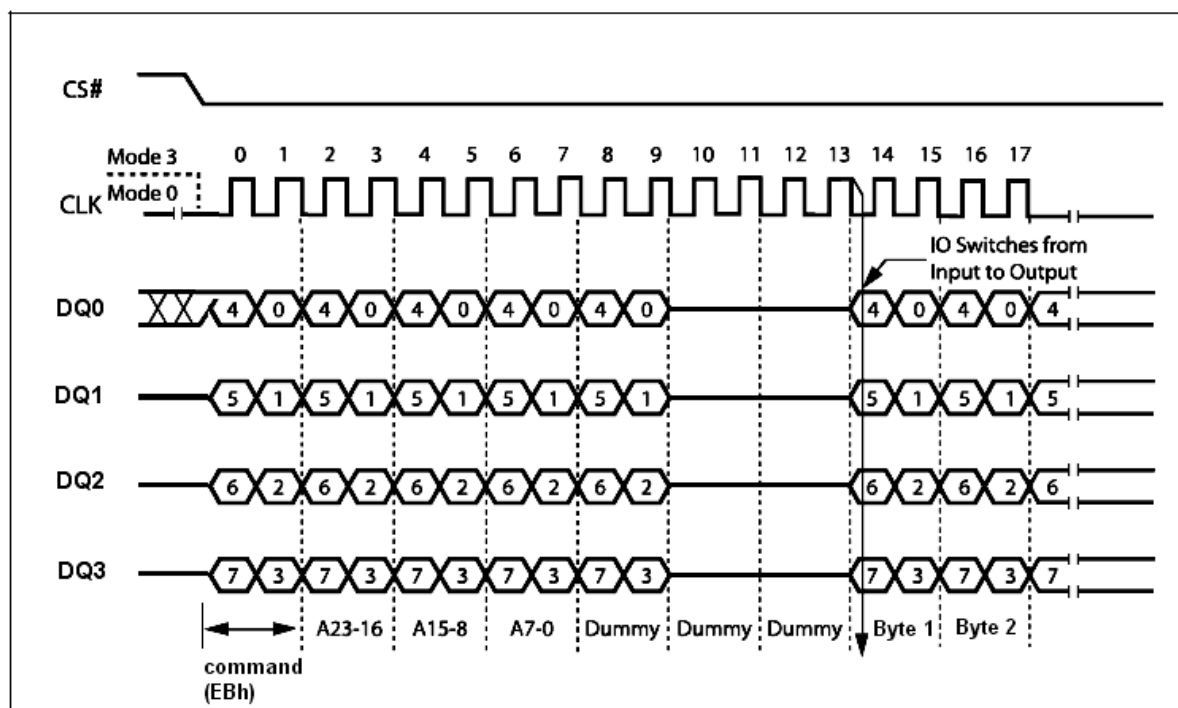 CS#
Mode 3
0 1 2 3 4 5 6 7 8 9 10 11 12 13 14 15 16 17
CLK
Mode 0
IO Switches from
Input to Output
DQ0 4 0 4 0 4 0 4 0 4 0 4 0 4 0 4
DQ1 5 1 5 1 5 1 5 1 5 1 5 1 5 1 5
DQ2 6 2 6 2 6 2 6 2 6 2 6 2 6 2 6
DQ3 7 3 7 3 7 3 7 3 7 3 7 3 7 3 7
A23-16 A15-8 A7-0 Dummy Dummy Dummy Byte 1 Byte 2
command
(EBh)